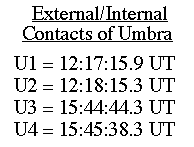 External/Internal
Contacts of Umbra
U1 = 12:17:15.9 UT
U2 = 12:18:15.3 UT
U3 = 15:44:44.3 UT
U4 = 15:45:38.3 UT